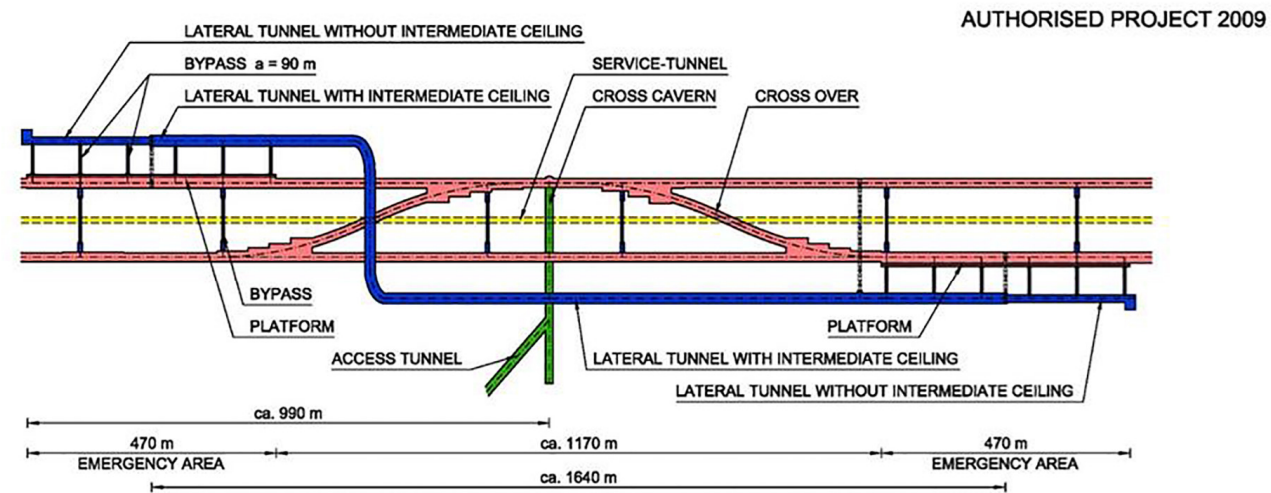 AUTHORISED PROJECT 2009
LATERAL TUNNEL WITHOUT INTERMEDIATE CEILING
BYPASS a = 90 m
SERVICE-TUNNEL
LATERAL TUNNEL WITH INTERMEDIATE CEILING
CROSS CAVERN
CROSS OVER
BYPASS
PLATFORM
PLATFORM
ACCESS TUNNEL
LATERAL TUNNEL WITH INTERMEDIATE CEILING
LATERAL TUNNEL WITHOUT INTERMEDIATE CEILING
ca. 990 m
470 m
ca. 1170 m
470 m
EMERGENCY AREA
EMERGENCY AREA
ca. 1640 m